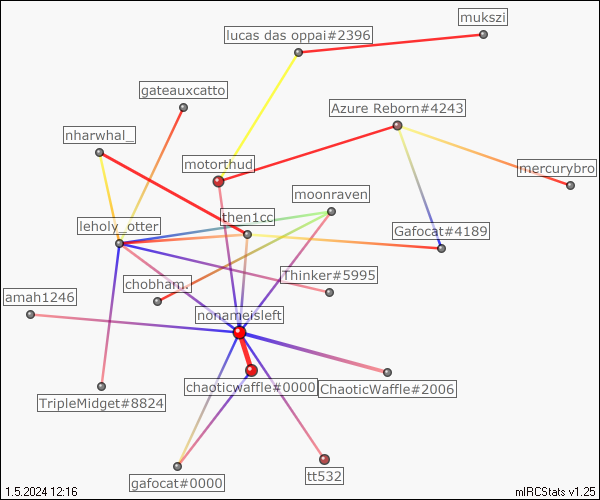 mukszi
lucas das oppai#2396
gateauxcatto
Azure Reborn#4243
nharwhal_
motorthud
mercurybro
moonraven
then1cc
leholy_otter
Gafocat#4189
Thinker#5995
chobham.
amah1246
nonameisleft
chaoticwaffle#0000
ChaoticWaffle#2006
TripleMidget#8824
tt532
gafocat#0000
1.5.2024 12:16
mIRCStats v1.25